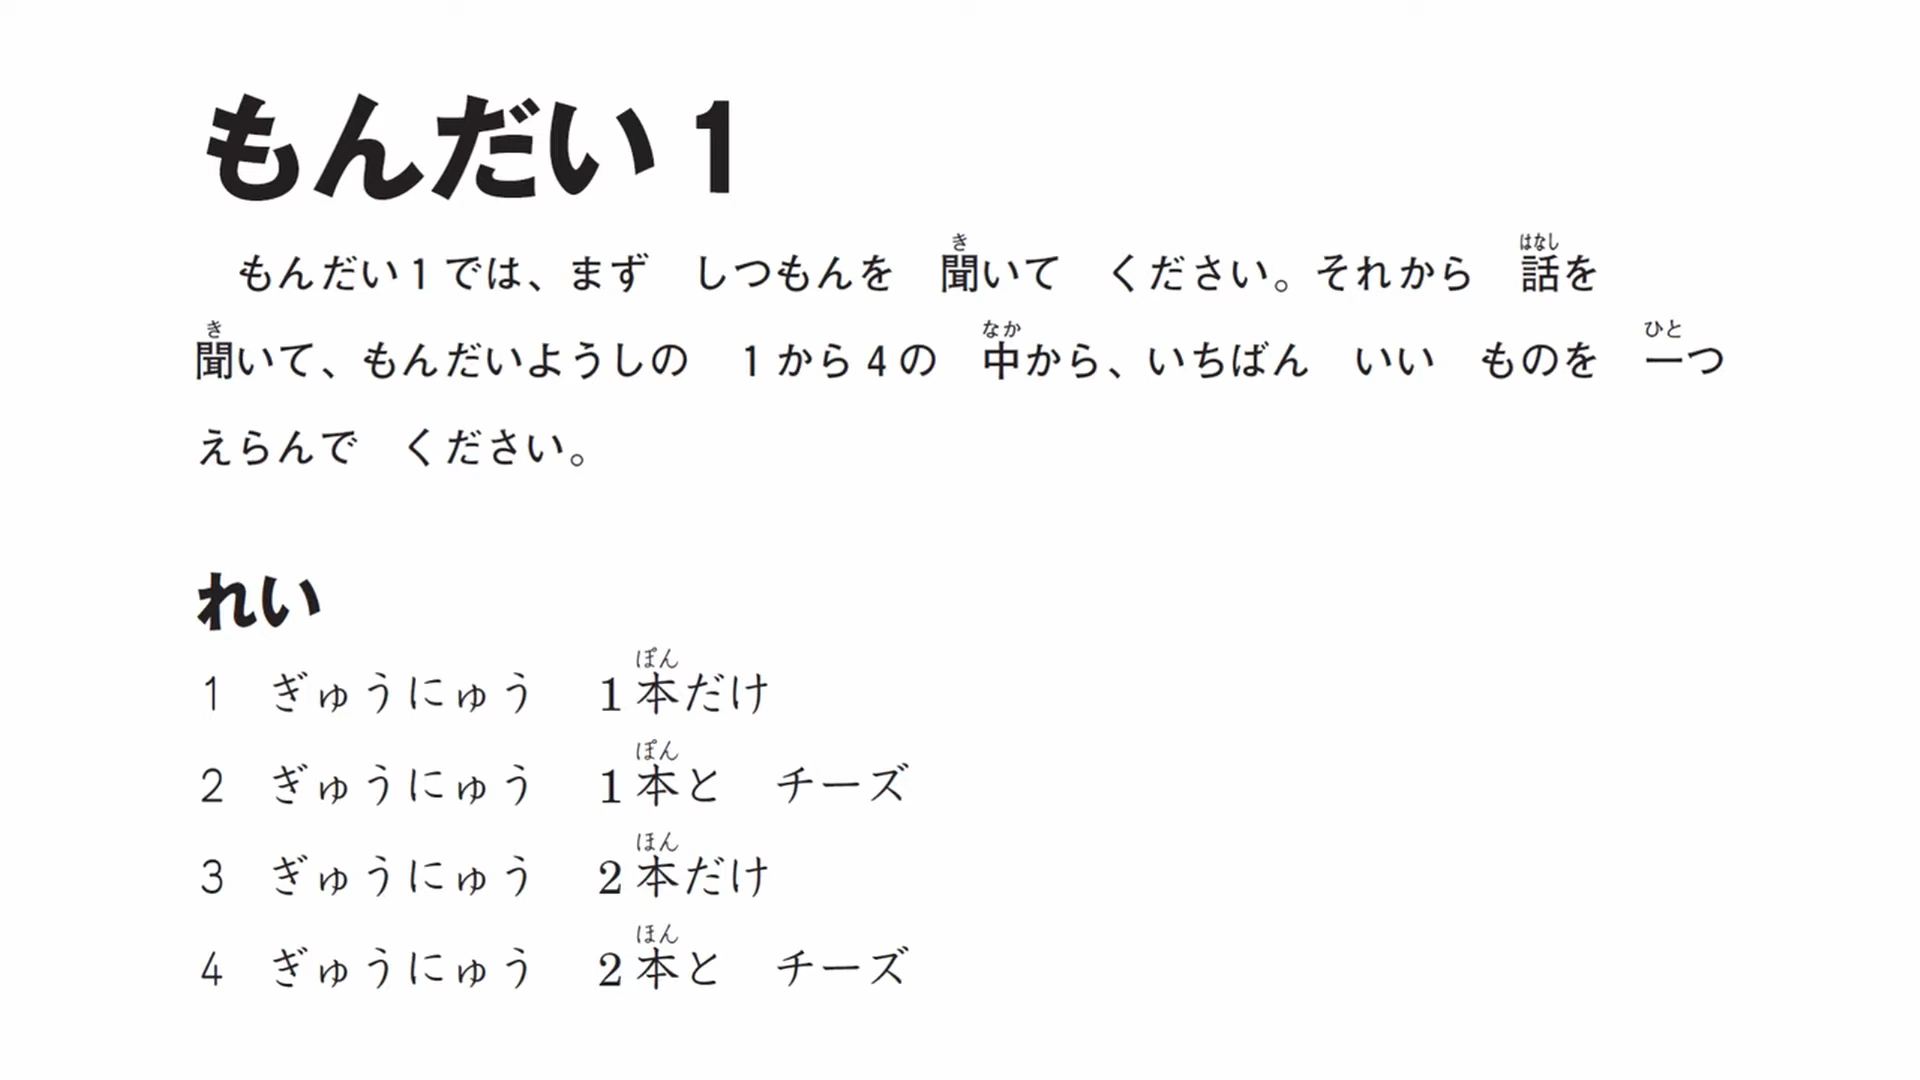 もんだい1
もんだい1では、まず　しつもんを　聞いて　ください。それから　話を
聞いて、もんだいようしの　1から4の　中から、いちばん　いい　ものを　一つ
えらんで　ください。
れい
1　ぎゅうにゅう　1本だけ
2　ぎゅうにゅう　1本と　チーズ
3　ぎゅうにゅう　2本だけ
4　ぎゅうにゅう　2本と　チーズ